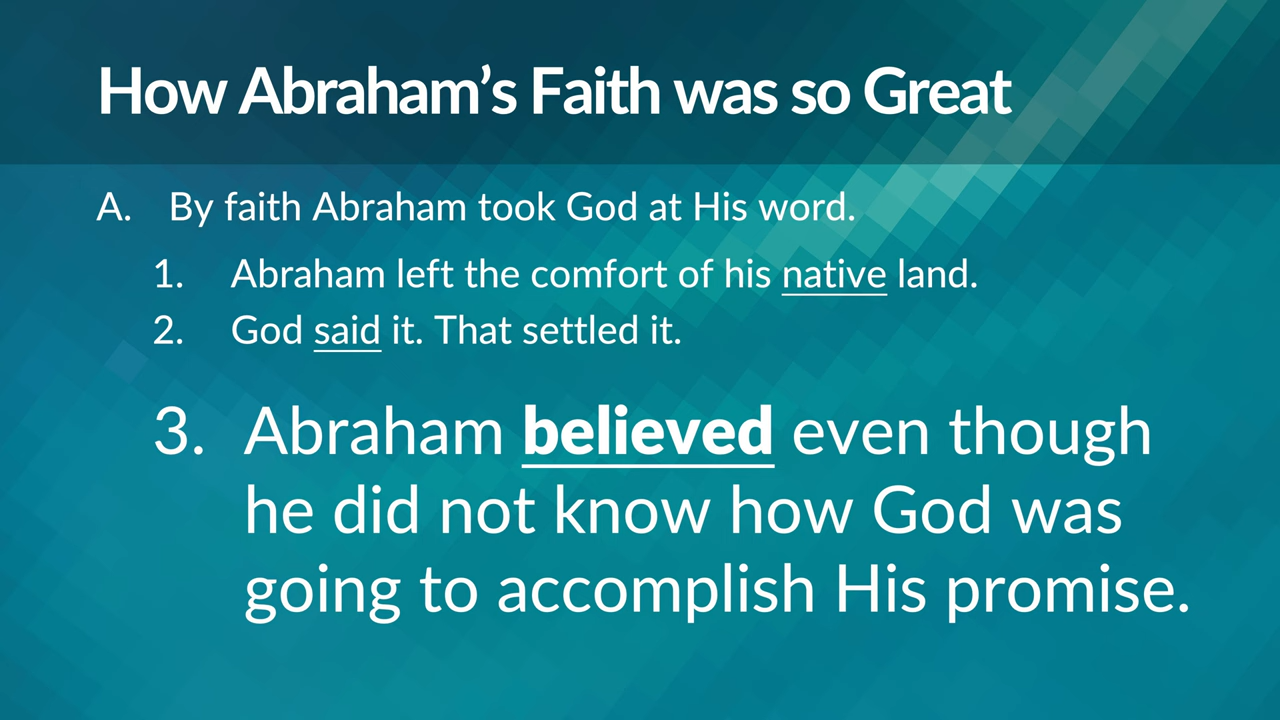 How Abraham’s Faith was so Great
A. By faith Abraham took God at His word.
1. Abraham left the comfort of his native land.
2. God said it. That settled it.
3. Abraham believed even though
he did not know how God was
going to accomplish His promise.